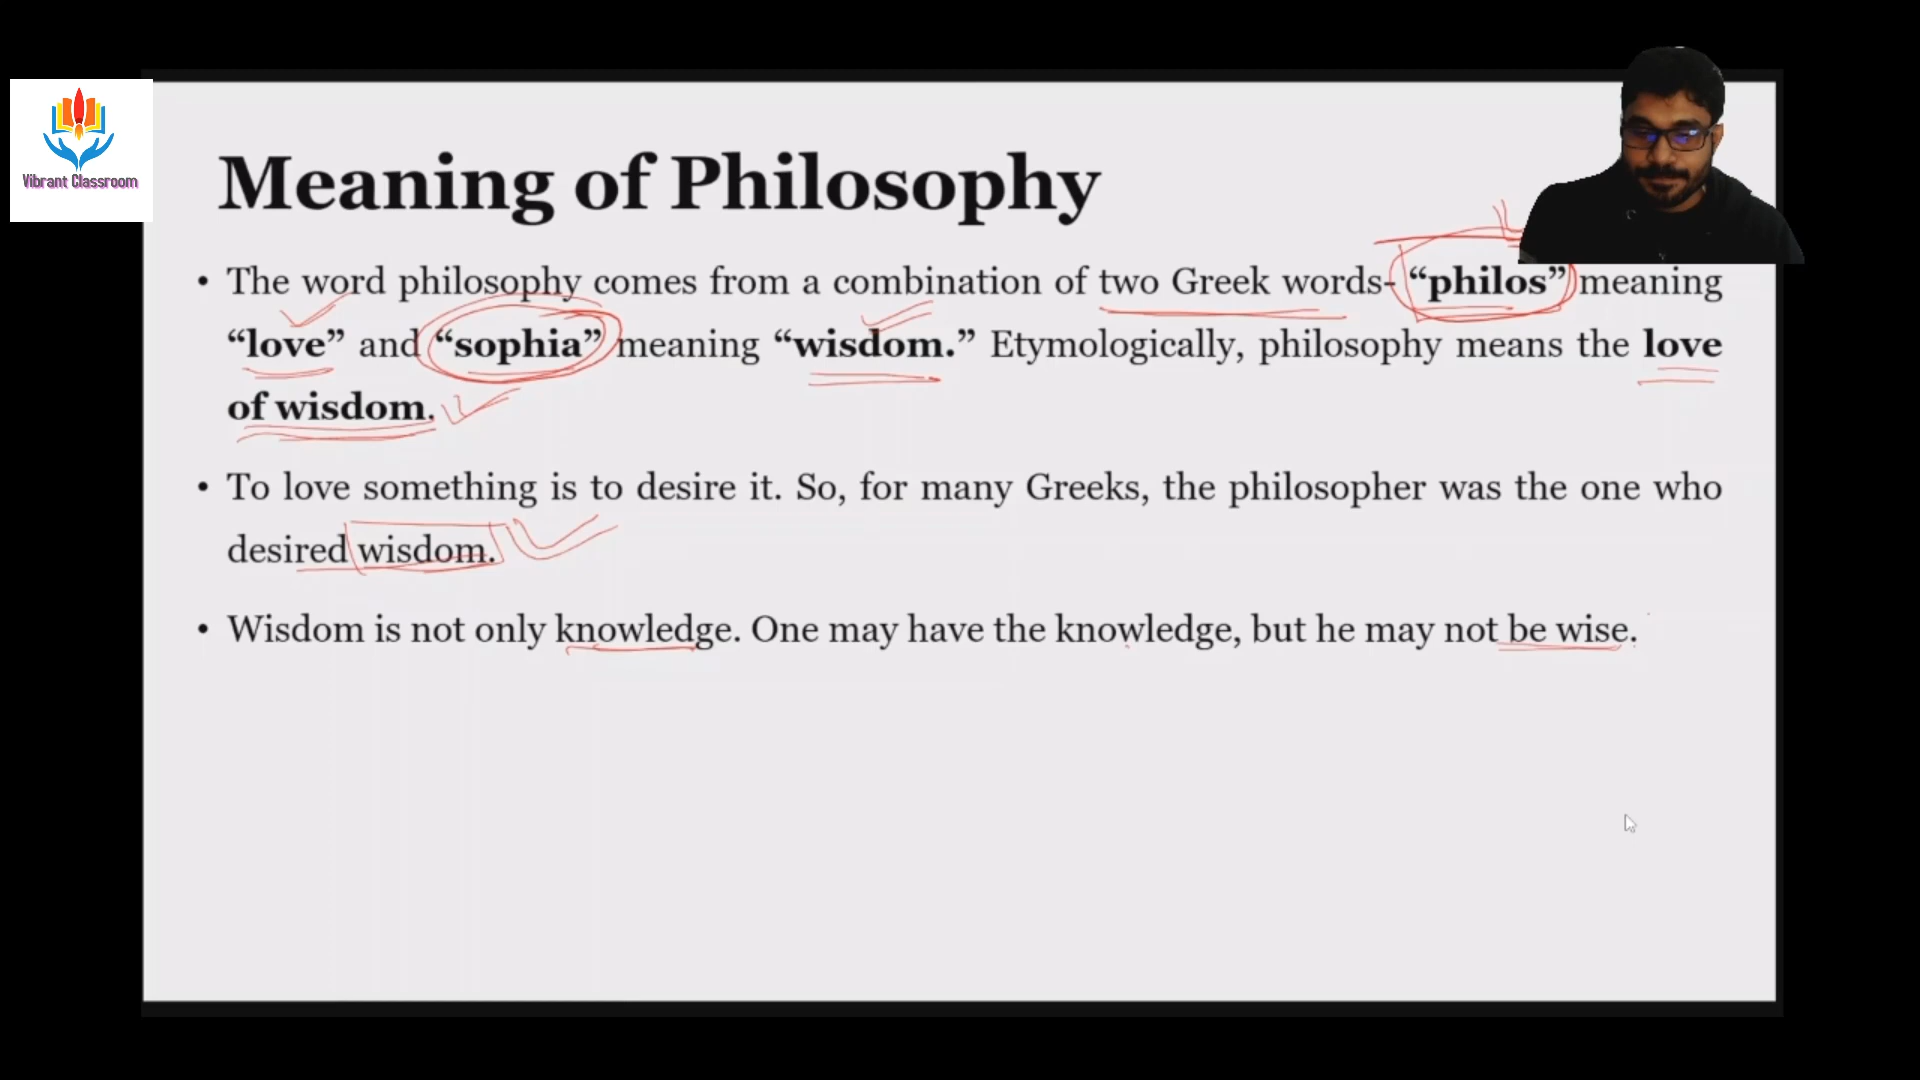 Vibrant Classroom
Meaning of Philosophy
• The word philosophy comes from a combination of two Greek words- “philos” meaning
“love” and “sophia” meaning “wisdom.” Etymologically, philosophy means the love
of wisdom.
• To love something is to desire it. So, for many Greeks, the philosopher was the one who
desired wisdom.
• Wisdom is not only knowledge. One may have the knowledge, but he may not be wise.